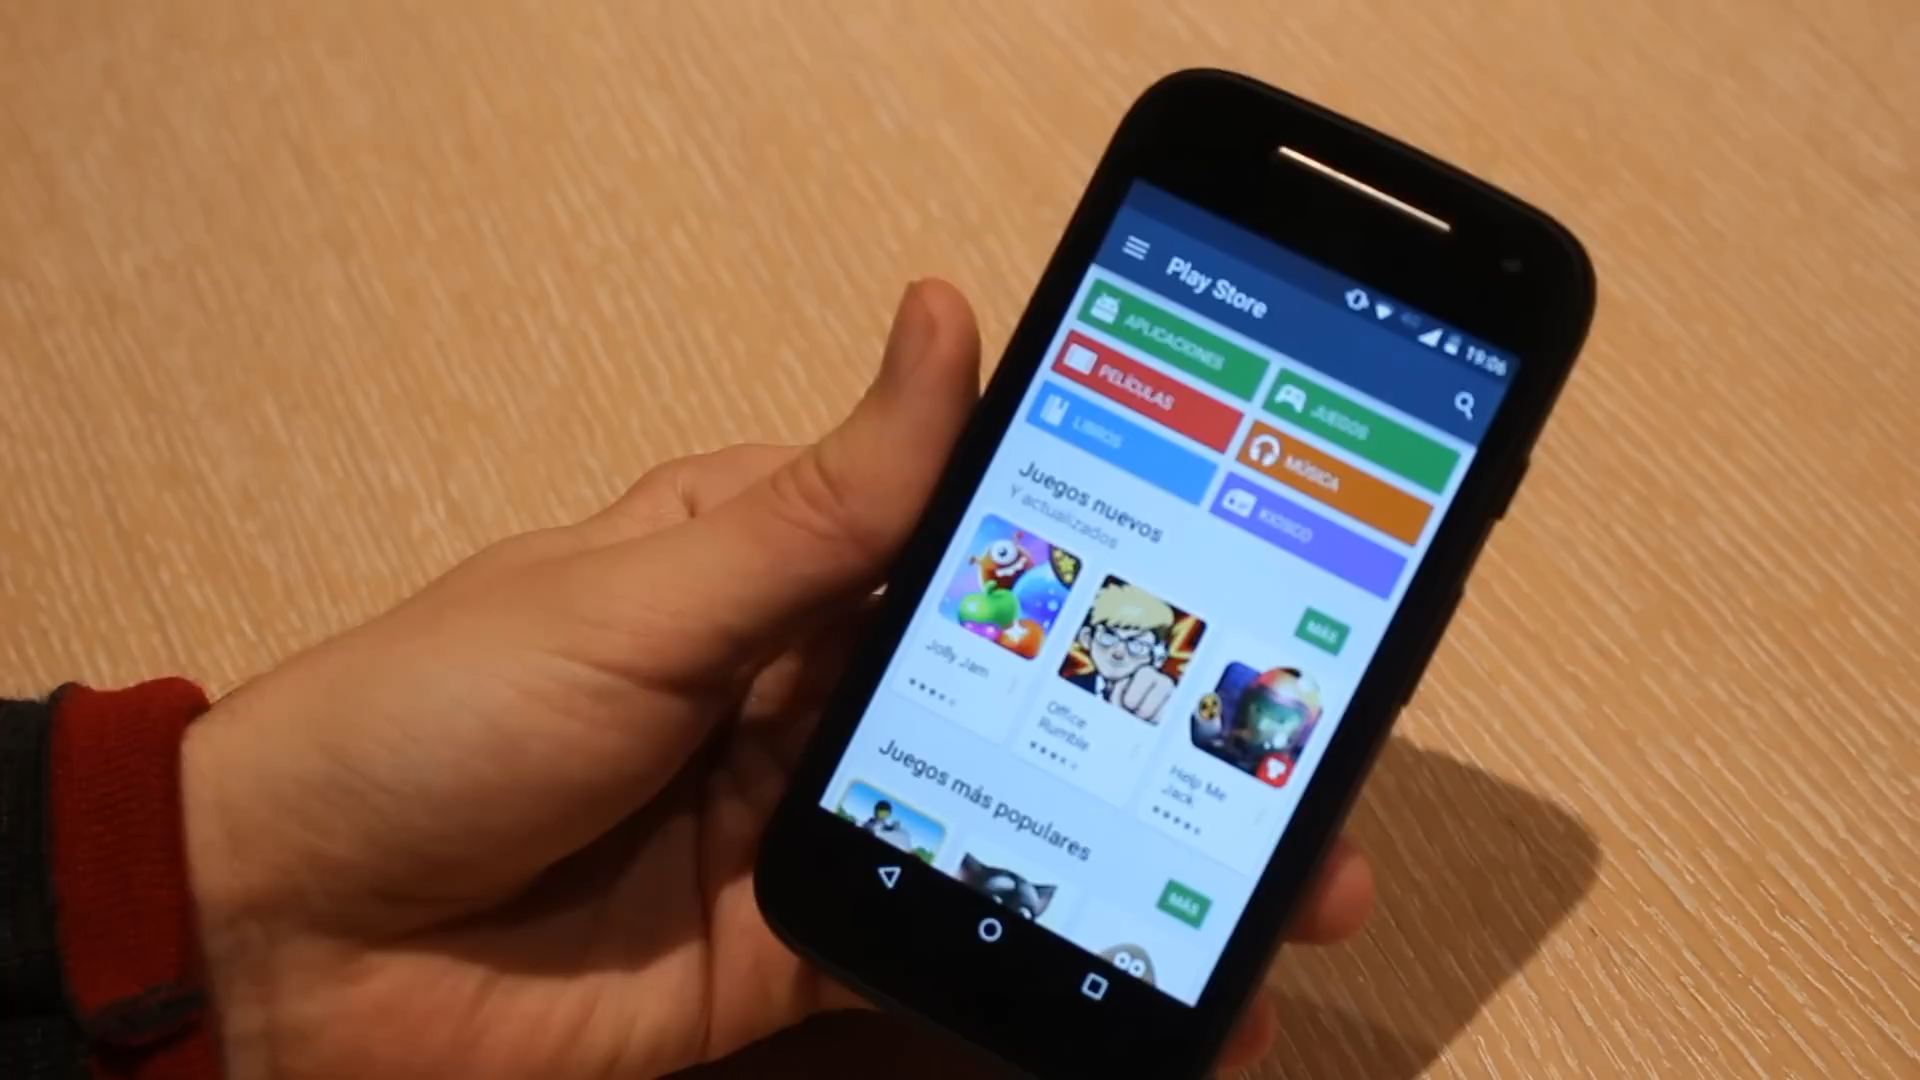 19:06
Play Store
APLICACIONES
JUEGOS
PELÍCULAS
MÚSICA
LIBROS
KIOSCO
Juegos nuevos
Y actualizados
MÁS
Jolly Jam
Office
Rumble
Help Me
Jack
Juegos más populares
MÁS